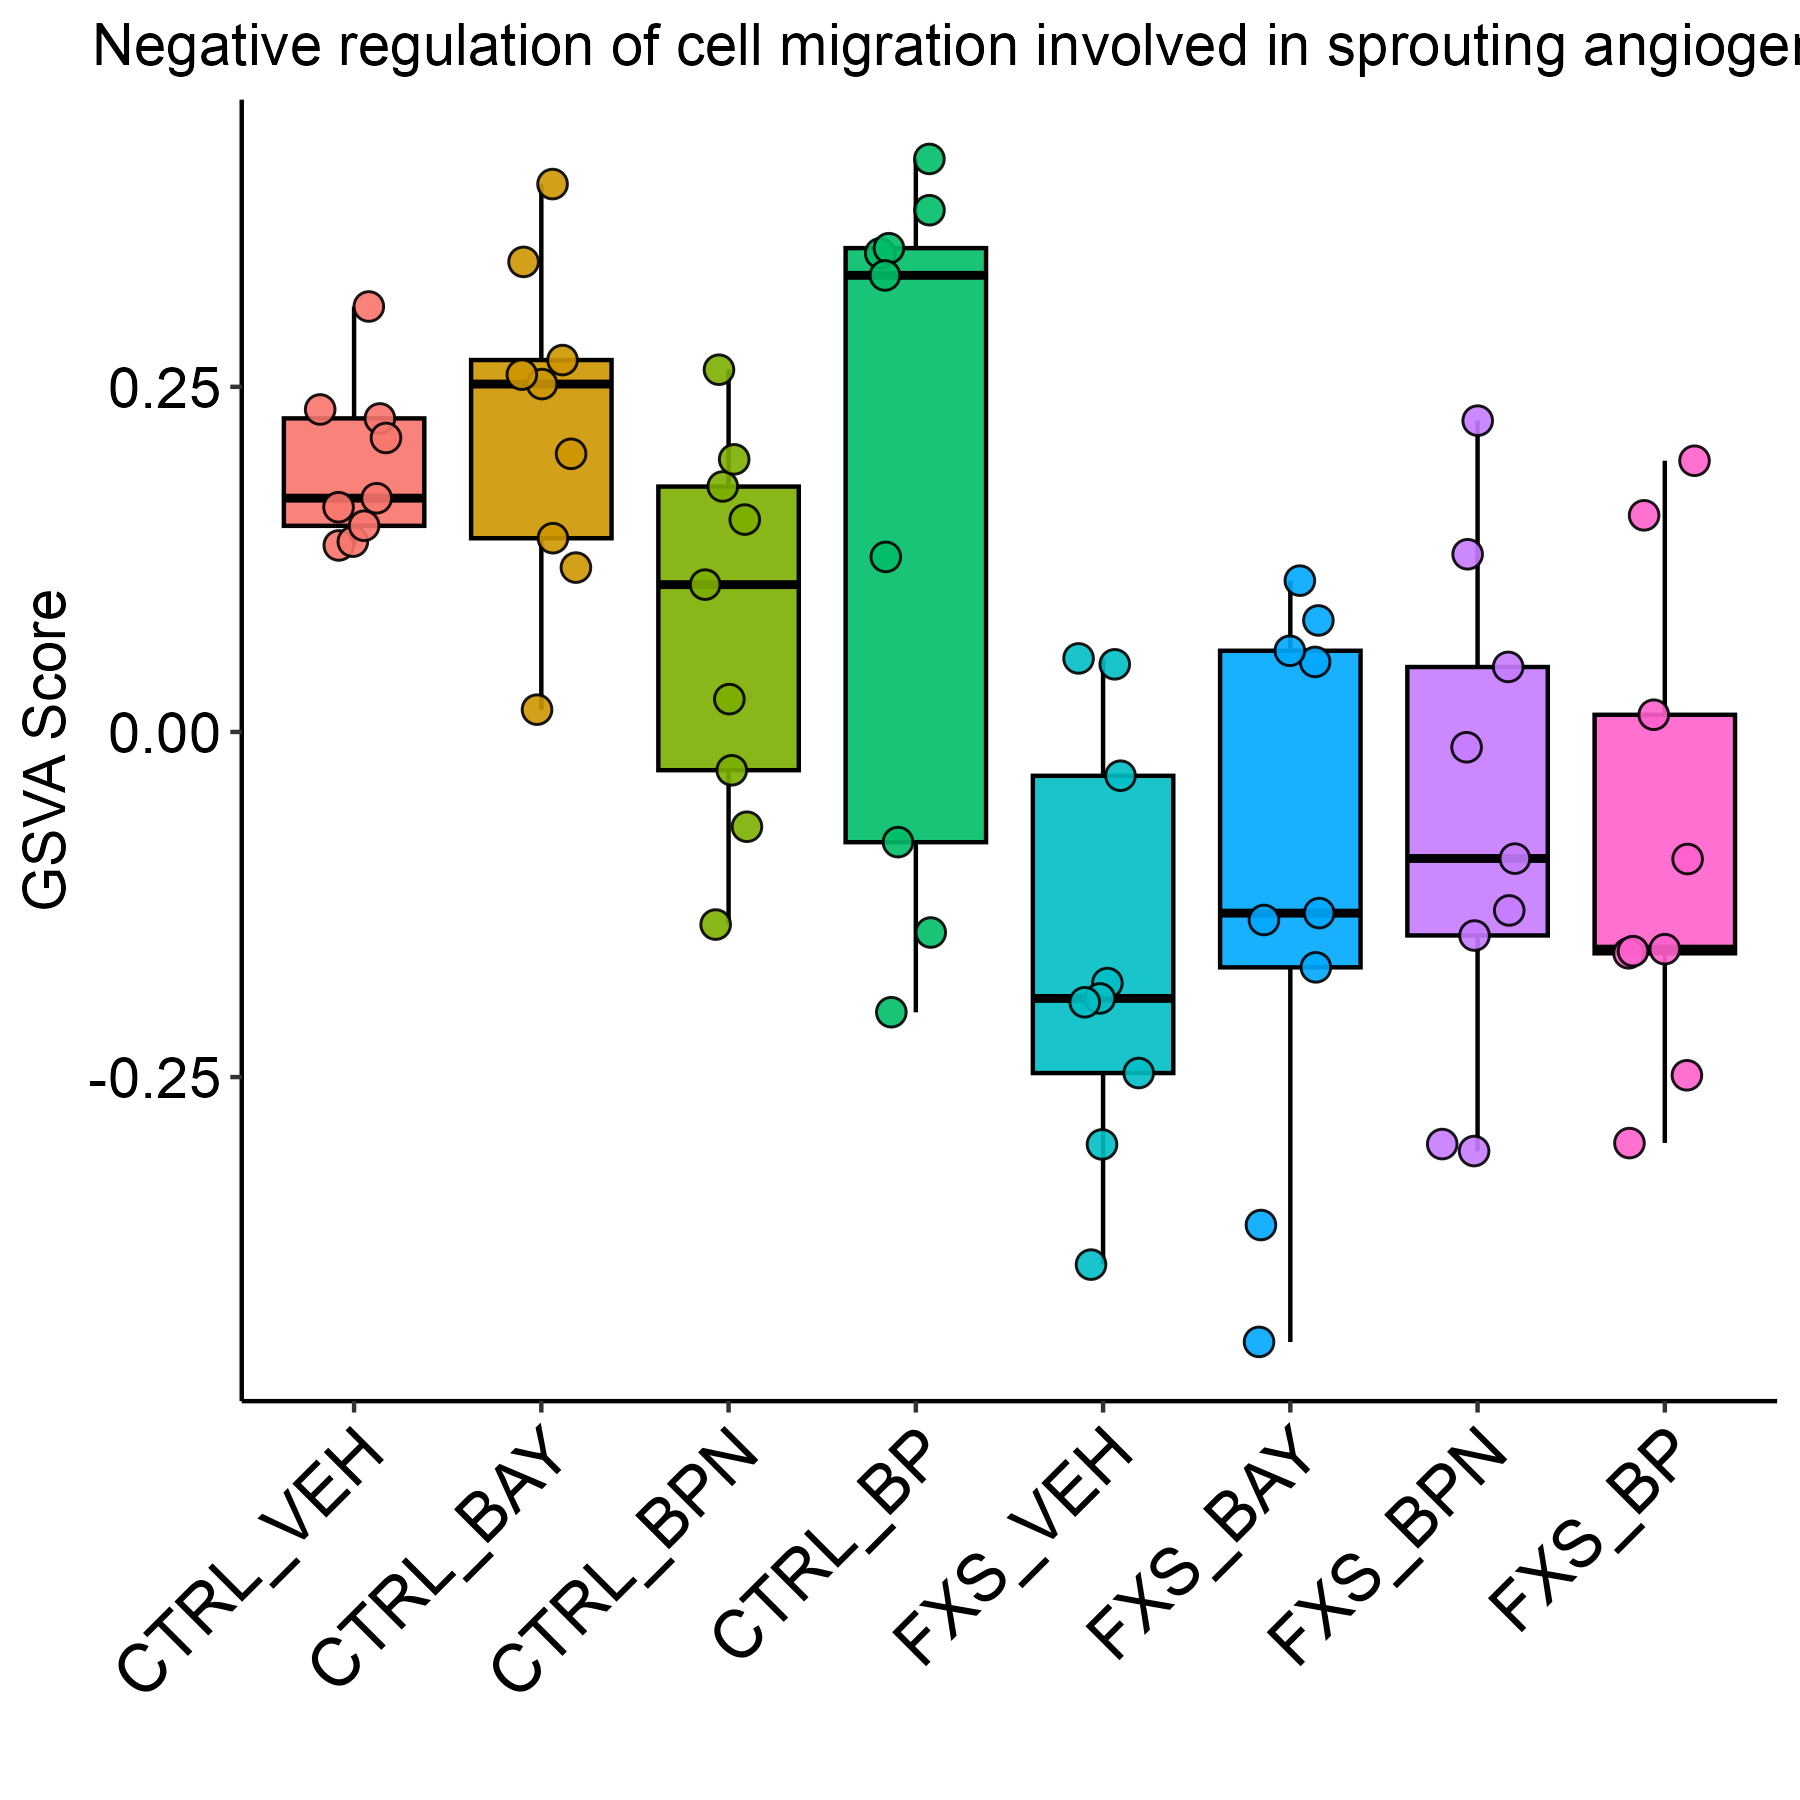 Negative regulation of cell migration involved in sprouting angioger
GSVA Score
0.25
0.00
-0.25
CTRL_VEH
CTRL_BAY
CTRL_BPN
CTRL_BP
FXS_VEH
FXS_BAY
FXS_BPN
FXS_BP